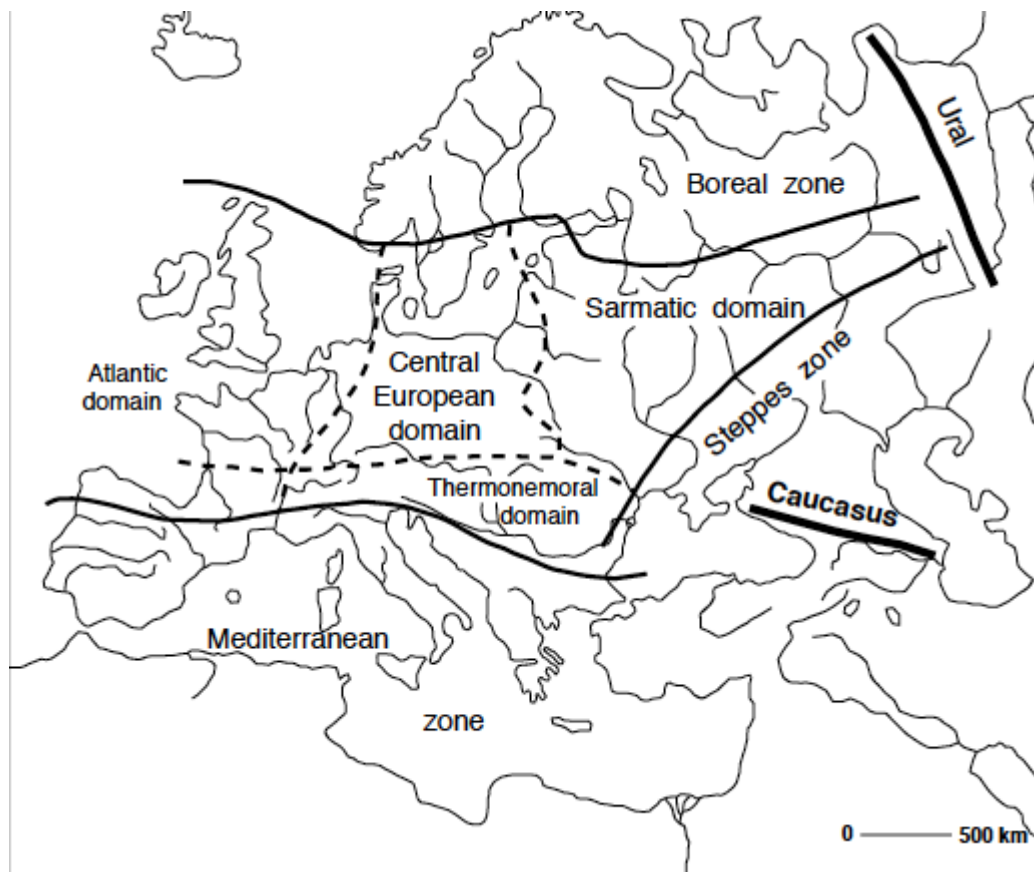 Ural
Boreal zone
Sarmatic domain
Central
European
domain
Atlantic
domain
Steppes zone
Thermonemoral
domain
Caucasus
Mediterranean
zone
0 500 km